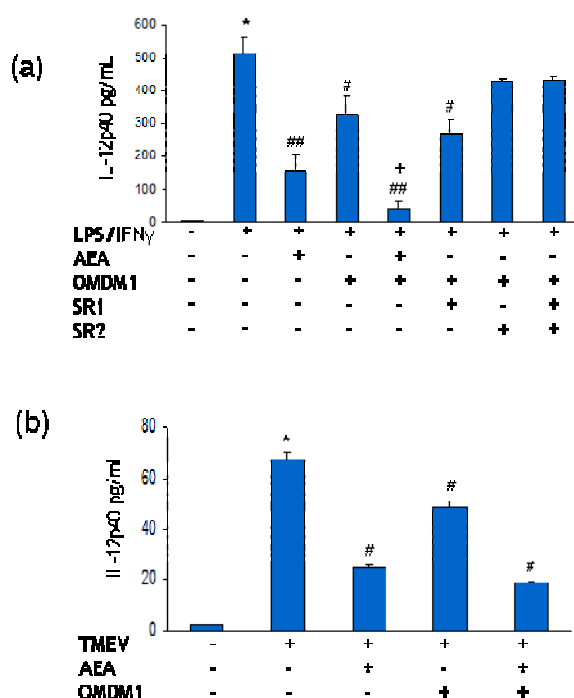 (a)
IL-12p40 pg/mL
600
500
400
300
200
100
0
*
##
#
+
##
#
LPS/IFNγ - + + + + + + +
AEA - - + - + - - -
OMDM1 - - - + + + + +
SR1 - - - - - + - +
SR2 - - - - - - + +
(b)
IL-12p40 pg/ml
80
60
40
20
0
*
#
#
#
TMEV - + + + +
AEA - - + - +
OMDM1 - - - + +